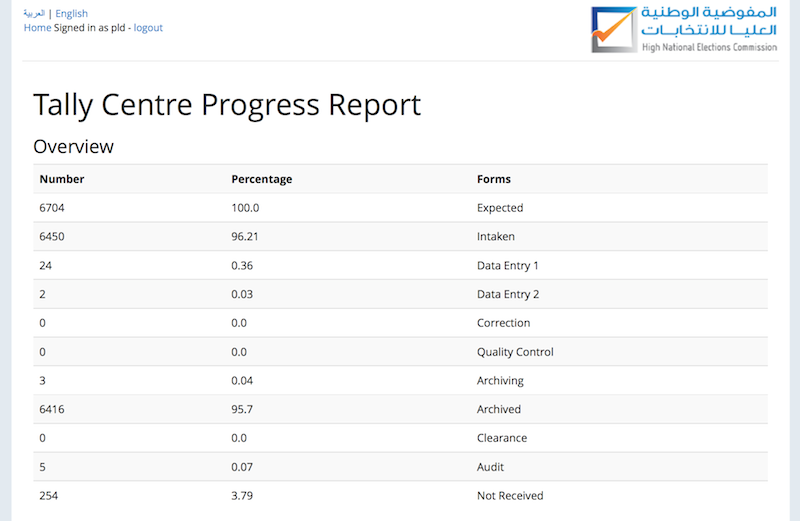 العربية | English
Home Signed in as pld - logout
المفوضية الوطنية
العليا للانتخابات
High National Elections Commission
Tally Centre Progress Report
Overview
Number Percentage Forms
6704 100.0 Expected
6450 96.21 Intaken
24 0.36 Data Entry 1
2 0.03 Data Entry 2
0 0.0 Correction
0 0.0 Quality Control
3 0.04 Archiving
6416 95.7 Archived
0 0.0 Clearance
5 0.07 Audit
254 3.79 Not Received